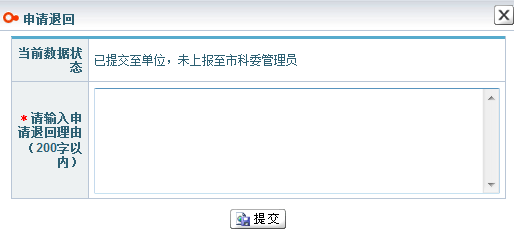 申请退回
当前数据状
态
已提交至单位，未上报至市科委管理员
*请输入申
请退回理由
（200字以
内）
提交